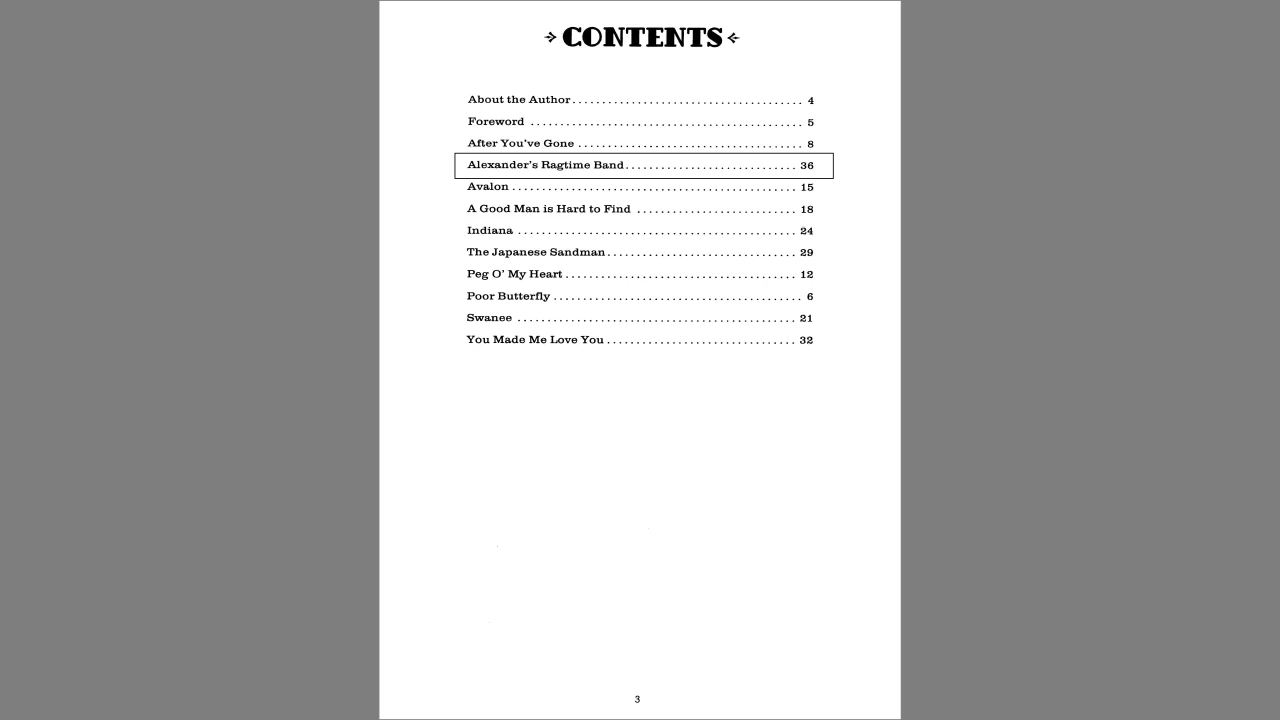 CONTENTS
About the Author . . . . . . . . . . . . . . . . . . . . . . . . . . . . . . . . . . . . . . . 4
Foreword . . . . . . . . . . . . . . . . . . . . . . . . . . . . . . . . . . . . . . . . . . . . . . 5
After You've Gone . . . . . . . . . . . . . . . . . . . . . . . . . . . . . . . . . . . . . . 8
Alexander's Ragtime Band . . . . . . . . . . . . . . . . . . . . . . . . . . . . . 36
Avalon . . . . . . . . . . . . . . . . . . . . . . . . . . . . . . . . . . . . . . . . . . . . . . . . 15
A Good Man is Hard to Find . . . . . . . . . . . . . . . . . . . . . . . . . . . 18
Indiana . . . . . . . . . . . . . . . . . . . . . . . . . . . . . . . . . . . . . . . . . . . . . . . 24
The Japanese Sandman . . . . . . . . . . . . . . . . . . . . . . . . . . . . . . . . 29
Peg O' My Heart . . . . . . . . . . . . . . . . . . . . . . . . . . . . . . . . . . . . . . . 12
Poor Butterfly . . . . . . . . . . . . . . . . . . . . . . . . . . . . . . . . . . . . . . . . . . 6
Swanee . . . . . . . . . . . . . . . . . . . . . . . . . . . . . . . . . . . . . . . . . . . . . . . 21
You Made Me Love You . . . . . . . . . . . . . . . . . . . . . . . . . . . . . . . . 32
3